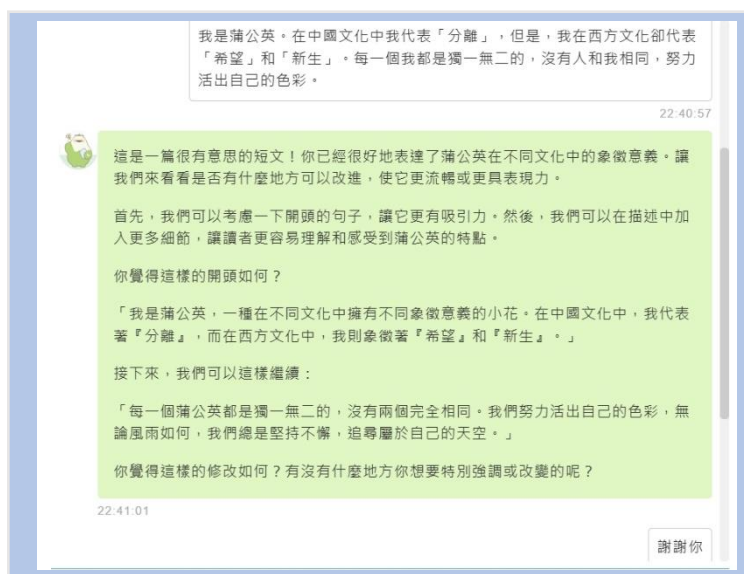 我是蒲公英。在中國文化中我代表「分離」，但是，我在西方文化卻代表
「希望」和「新生」。每一個我都是獨一無二的，沒有人和我相同，努力
活出自己的色彩。
22:40:57
這是一篇很有意思的短文！你已經很好地表達了蒲公英在不同文化中的象徵意義。讓
我們來看看是否有什麼地方可以改進，使它更流暢或更具表現力。
首先，我們可以考慮一下開頭的句子，讓它更有吸引力。然後，我們可以在描述中加
入更多細節，讓讀者更容易理解和感受到蒲公英的特點。
你覺得這樣的開頭如何？
「我是蒲公英，一種在不同文化中擁有不同象徵意義的小花。在中國文化中，我代表
著『分離』，而在西方文化中，我則象徵著『希望』和『新生』。」
接下來，我們可以這樣繼續：
「每一個蒲公英都是獨一無二的，沒有兩個完全相同。我們努力活出自己的色彩，無
論風雨如何，我們總是堅持不懈，追尋屬於自己的天空。」
你覺得這樣的修改如何？有沒有什麼地方你想要特別強調或改變的呢？
22:41:01
謝謝你